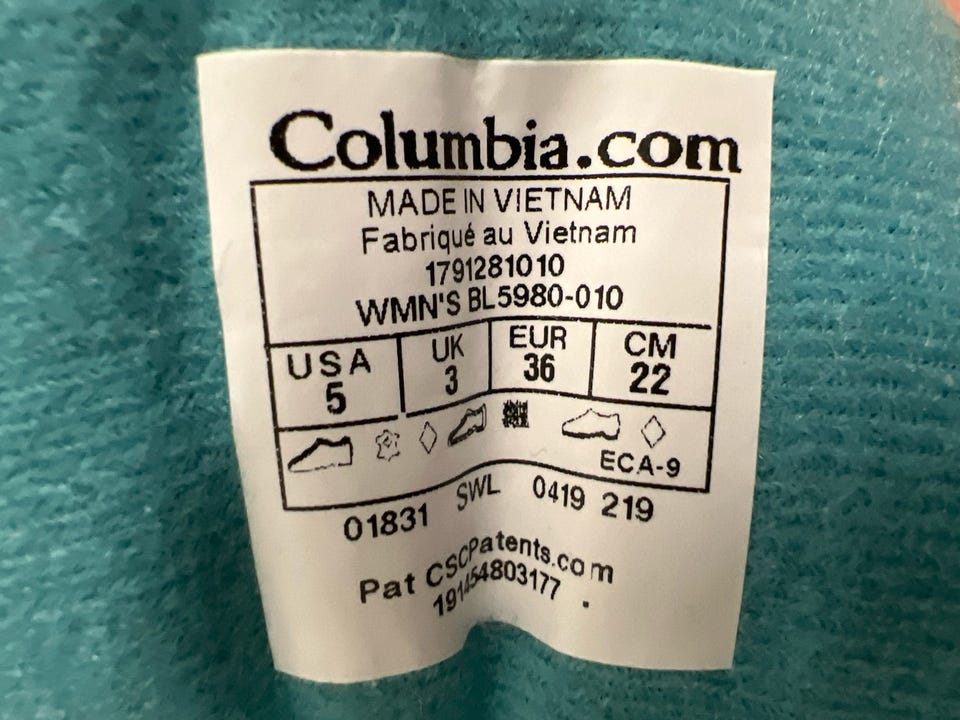 Columbia.com
MADE IN VIETNAM
Fabriqué au Vietnam
1791281010
WMN'S BL5980-010
USA UK EUR CM
5 3 36 22
ECA-9
01831 SWL 0419 219
Pat CSCPatents.com
191454803177